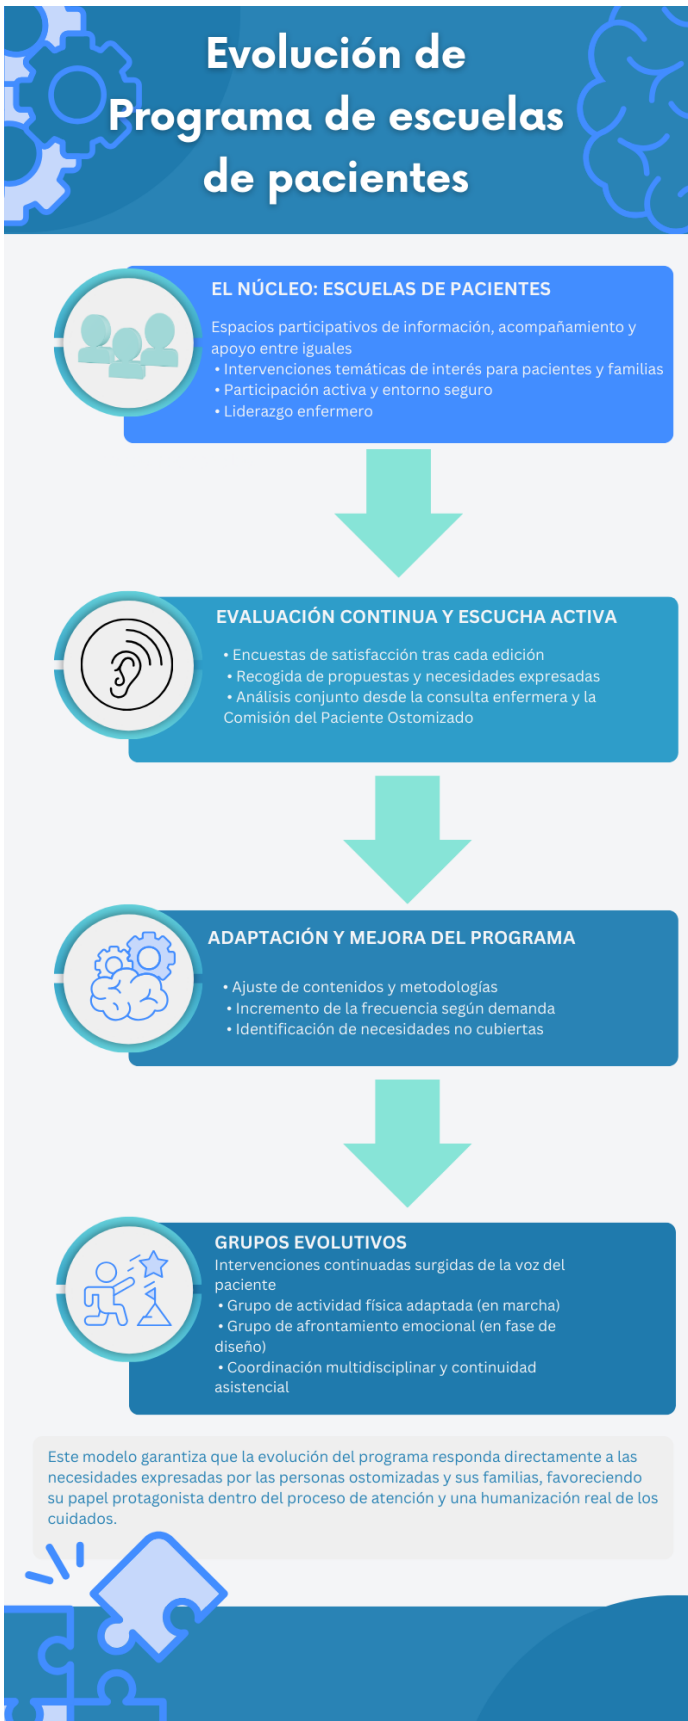 Evolución de
Programa de escuelas
de pacientes
EL NÚCLEO: ESCUELAS DE PACIENTES
Espacios participativos de información, acompañamiento y
apoyo entre iguales
• Intervenciones temáticas de interés para pacientes y familias
• Participación activa y entorno seguro
• Liderazgo enfermero
EVALUACIÓN CONTINUA Y ESCUCHA ACTIVA
• Encuestas de satisfacción tras cada edición
• Recogida de propuestas y necesidades expresadas
• Análisis conjunto desde la consulta enfermera y la
Comisión del Paciente Ostomizado
ADAPTACIÓN Y MEJORA DEL PROGRAMA
• Ajuste de contenidos y metodologías
• Incremento de la frecuencia según demanda
• Identificación de necesidades no cubiertas
GRUPOS EVOLUTIVOS
Intervenciones continuadas surgidas de la voz del
paciente
• Grupo de actividad física adaptada (en marcha)
• Grupo de afrontamiento emocional (en fase de
diseño)
• Coordinación multidisciplinar y continuidad
asistencial
Este modelo garantiza que la evolución del programa responda directamente a las
necesidades expresadas por las personas ostomizadas y sus familias, favoreciendo
su papel protagonista dentro del proceso de atención y una humanización real de los
cuidados.